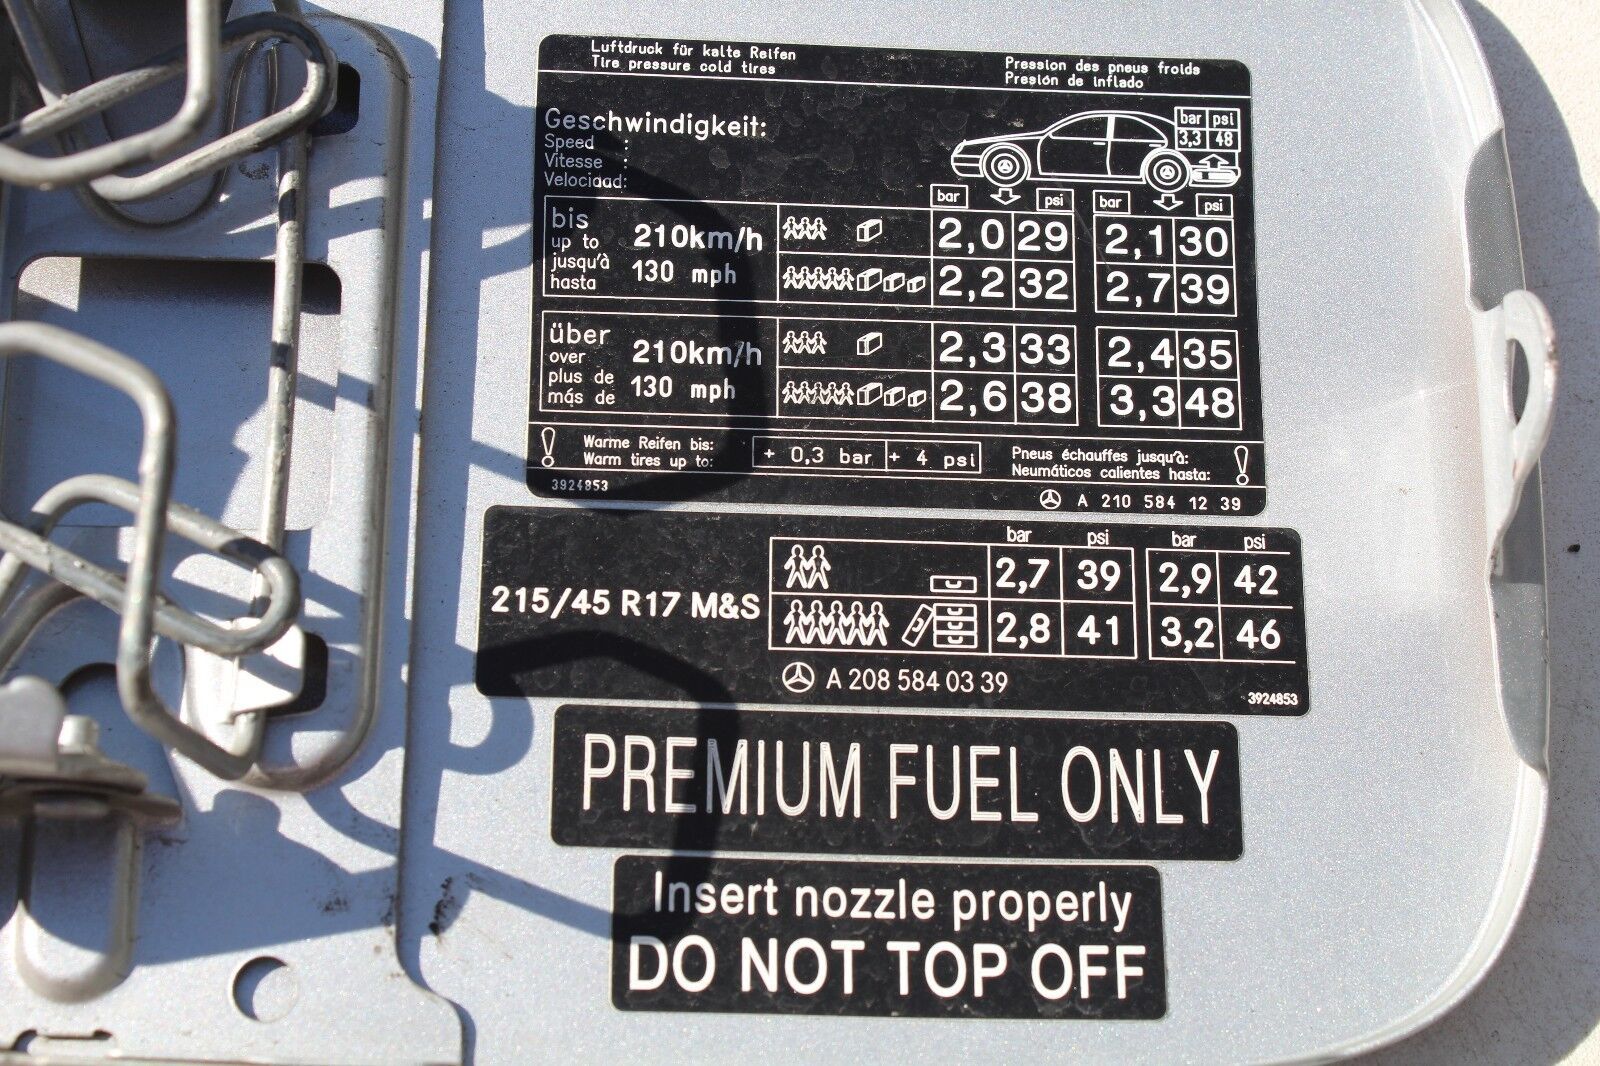 Luftdruck für kalte Reifen
Tire pressure cold tires
Pression des pneus froids
Presión de inflado
Geschwindigkeit:
Speed :
Vitesse :
Velocidad:
bar psi
3,3 48
bar psi bar psi
bis
up to
jusqu'à
hasta
210km/h
130 mph
2,0 29 2,1 30
2,2 32 2,7 39
über
over
plus de
más de
210km/h
130 mph
2,3 33 2,4 35
2,6 38 3,3 48
! Warme Reifen bis:
Warm tires up to:
+ 0,3 bar + 4 psi
Pneus échauffes jusqu'à: !
Neumáticos calientes hasta:
3924853
A 210 584 12 39
215/45 R17 M&S
bar psi bar psi
2,7 39 2,9 42
2,8 41 3,2 46
A 208 584 03 39
3924853
PREMIUM FUEL ONLY
Insert nozzle properly
DO NOT TOP OFF